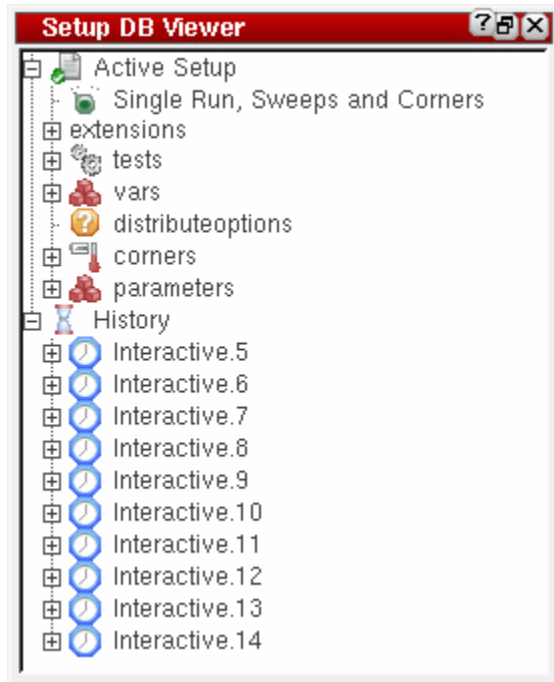 Setup DB Viewer
Active Setup
Single Run, Sweeps and Corners
extensions
tests
vars
distributeoptions
corners
parameters
History
Interactive.5
Interactive.6
Interactive.7
Interactive.8
Interactive.9
Interactive.10
Interactive.11
Interactive.12
Interactive.13
Interactive.14